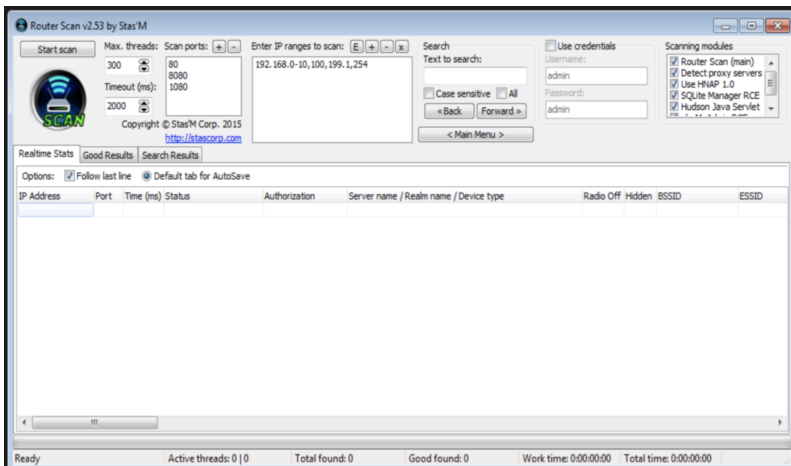 Router Scan v2.53 by Stas'M
Start scan
SCAN
Max. threads:
300
Timeout (ms):
2000
Scan ports: + -
80
8080
1080
Copyright © Stas'M Corp. 2015
http://stascorp.com
Enter IP ranges to scan: E + - x
192.168.0-10,100,199.1,254
Search
Text to search:
Case sensitive All
«Back Forward »
< Main Menu >
Use credentials
Username:
admin
Password:
admin
Scanning modules
Router Scan (main)
Detect proxy servers
Use HNAP 1.0
SQLite Manager RCE
Hudson Java Servlet
Realtime Stats Good Results Search Results
Options: Follow last line Default tab for AutoSave
IP Address Port Time (ms) Status Authorization Server name / Realm name / Device type Radio Off Hidden BSSID ESSID
Ready Active threads: 0 | 0 Total found: 0 Good found: 0 Work time: 0:00:00:00 Total time: 0:00:00:00